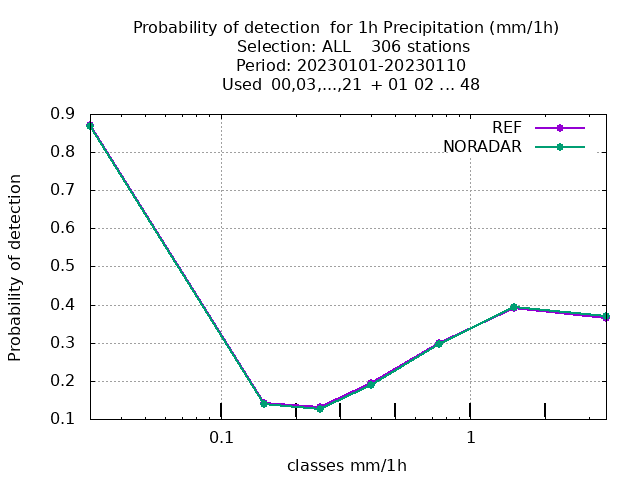 Probability of detection  for 1h Precipitation (mm/1h)
Selection: ALL    306 stations
Period: 20230101-20230110
Used  00,03,...,21  + 01 02 ... 48
REF
NORADAR
0.9
0.8
0.7
0.6
0.5
0.4
0.3
0.2
0.1
Probability of detection
0.1 1
classes mm/1h